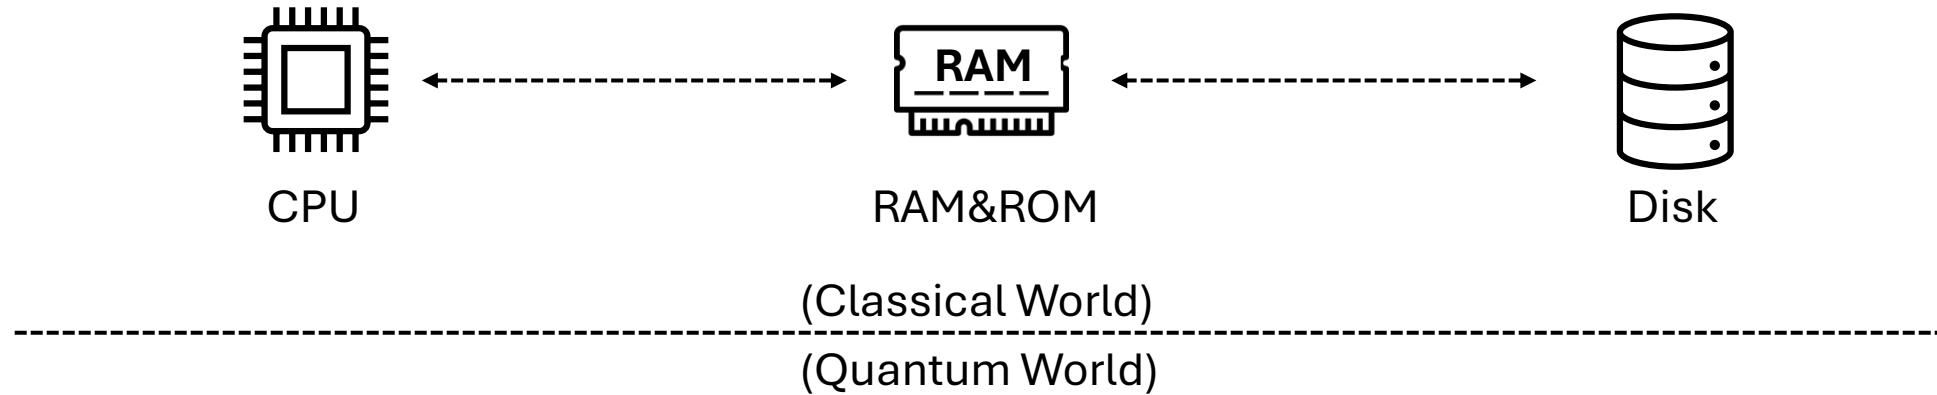 RAM
CPU
RAM&ROM
Disk
(Classical World)
(Quantum World)